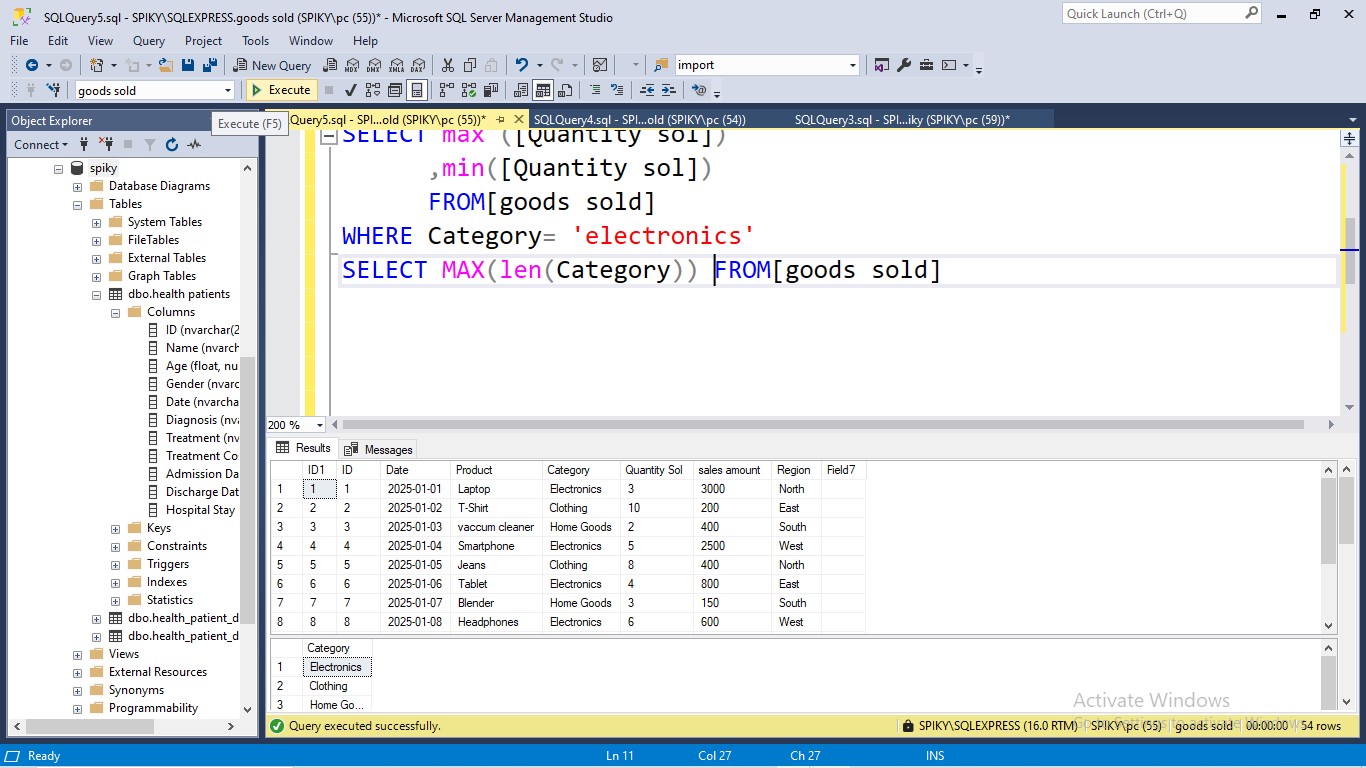 SQLQuery5.sql - SPIKY\SQLEXPRESS.goods sold (SPIKY\pc (55))* - Microsoft SQL Server Management Studio
Quick Launch (Ctrl+Q)
File Edit View Query Project Tools Window Help
New Query
MDX DMX XMLA DAX
import
goods sold
Execute
Object Explorer
Execute (F5)
Query5.sql - SPI...old (SPIKY\pc (55))*
SQLQuery4.sql - SPI...old (SPIKY\pc (54))
SQLQuery3.sql - SPI...iky (SPIKY\pc (59))*
Connect
spiky
Database Diagrams
Tables
System Tables
FileTables
External Tables
Graph Tables
dbo.health patients
Columns
ID (nvarchar(2
Name (nvarch
Age (float, nu
Gender (nvarc
Date (nvarcha
Diagnosis (nva
Treatment (nv
Treatment Co
Admission Da
Discharge Dat
Hospital Stay
Keys
Constraints
Triggers
Indexes
Statistics
dbo.health_patient_d
dbo.health_patient_d
Views
External Resources
Synonyms
Programmability
SELECT max ([Quantity sol])
,min([Quantity sol])
FROM[goods sold]
WHERE Category= 'electronics'
SELECT MAX(len(Category)) FROM[goods sold]
200 %
Results Messages
ID1 ID Date Product Category Quantity Sol sales amount Region Field7
1 1 1 2025-01-01 Laptop Electronics 3 3000 North
2 2 2 2025-01-02 T-Shirt Clothing 10 200 East
3 3 3 2025-01-03 vaccum cleaner Home Goods 2 400 South
4 4 4 2025-01-04 Smartphone Electronics 5 2500 West
5 5 5 2025-01-05 Jeans Clothing 8 400 North
6 6 6 2025-01-06 Tablet Electronics 4 800 East
7 7 7 2025-01-07 Blender Home Goods 3 150 South
8 8 8 2025-01-08 Headphones Electronics 6 600 West
Category
1 Electronics
2 Clothing
3 Home Go...
Activate Windows
Query executed successfully.
SPIKY\SQLEXPRESS (16.0 RTM) SPIKY\pc (55) goods sold 00:00:00 54 rows
Ready Ln 11 Col 27 Ch 27 INS